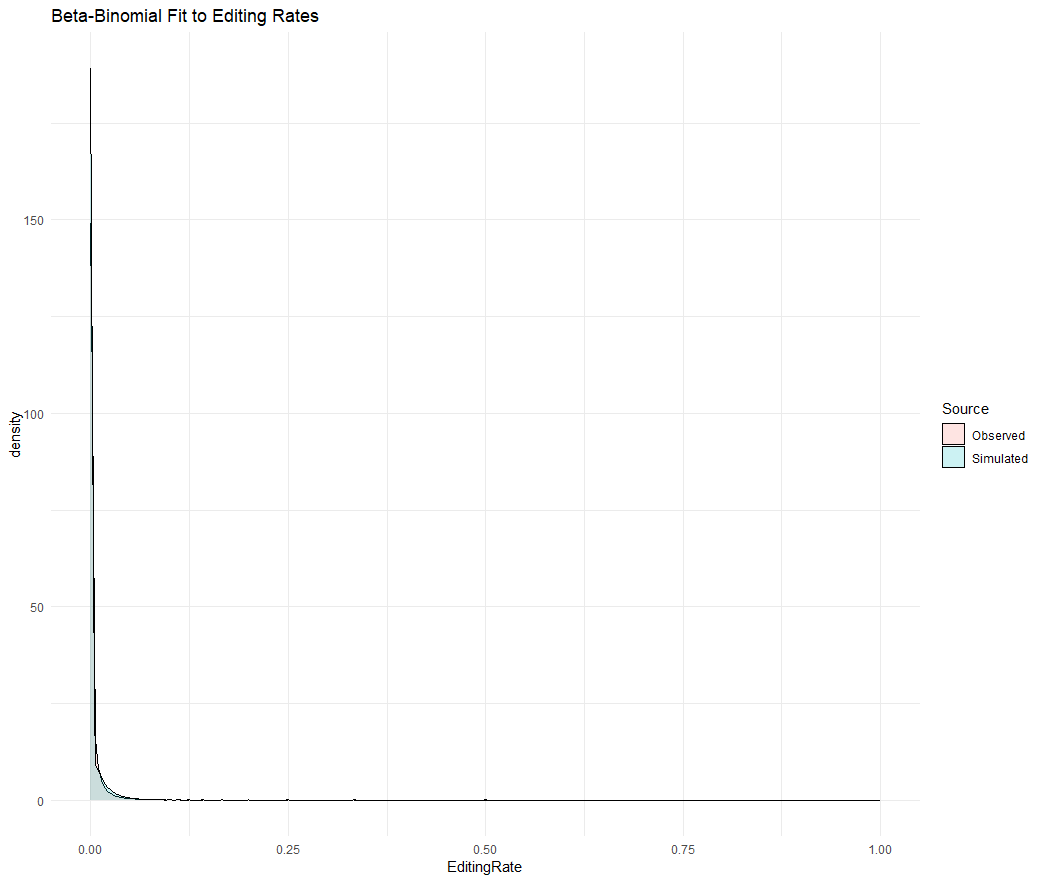 Beta-Binomial Fit to Editing Rates
150
100
50
0
density
0.00 0.25 0.50 0.75 1.00
EditingRate
Source
Observed
Simulated